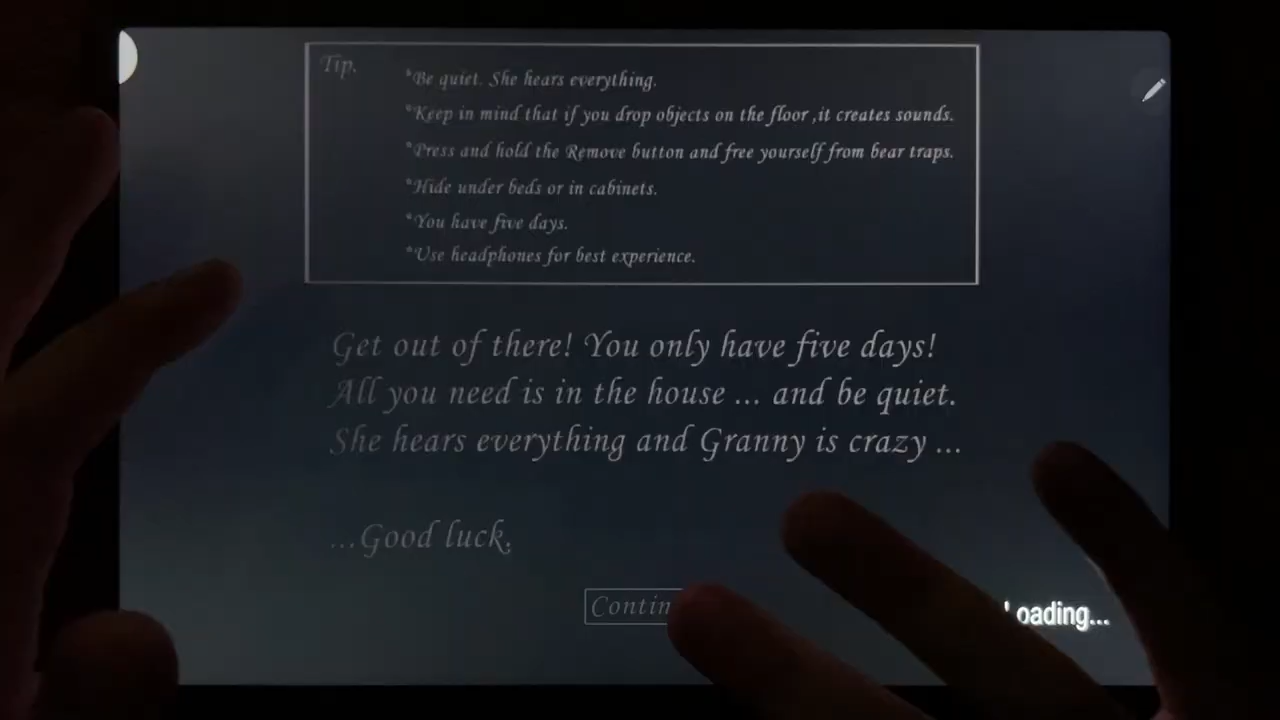 Tip.
*Be quiet. She hears everything.
*Keep in mind that if you drop objects on the floor ,it creates sounds.
*Press and hold the Remove button and free yourself from bear traps.
*Hide under beds or in cabinets.
*You have five days.
*Use headphones for best experience.
Get out of there! You only have five days!
All you need is in the house ... and be quiet.
She hears everything and Granny is crazy ...
...Good luck.
Contin
oading...